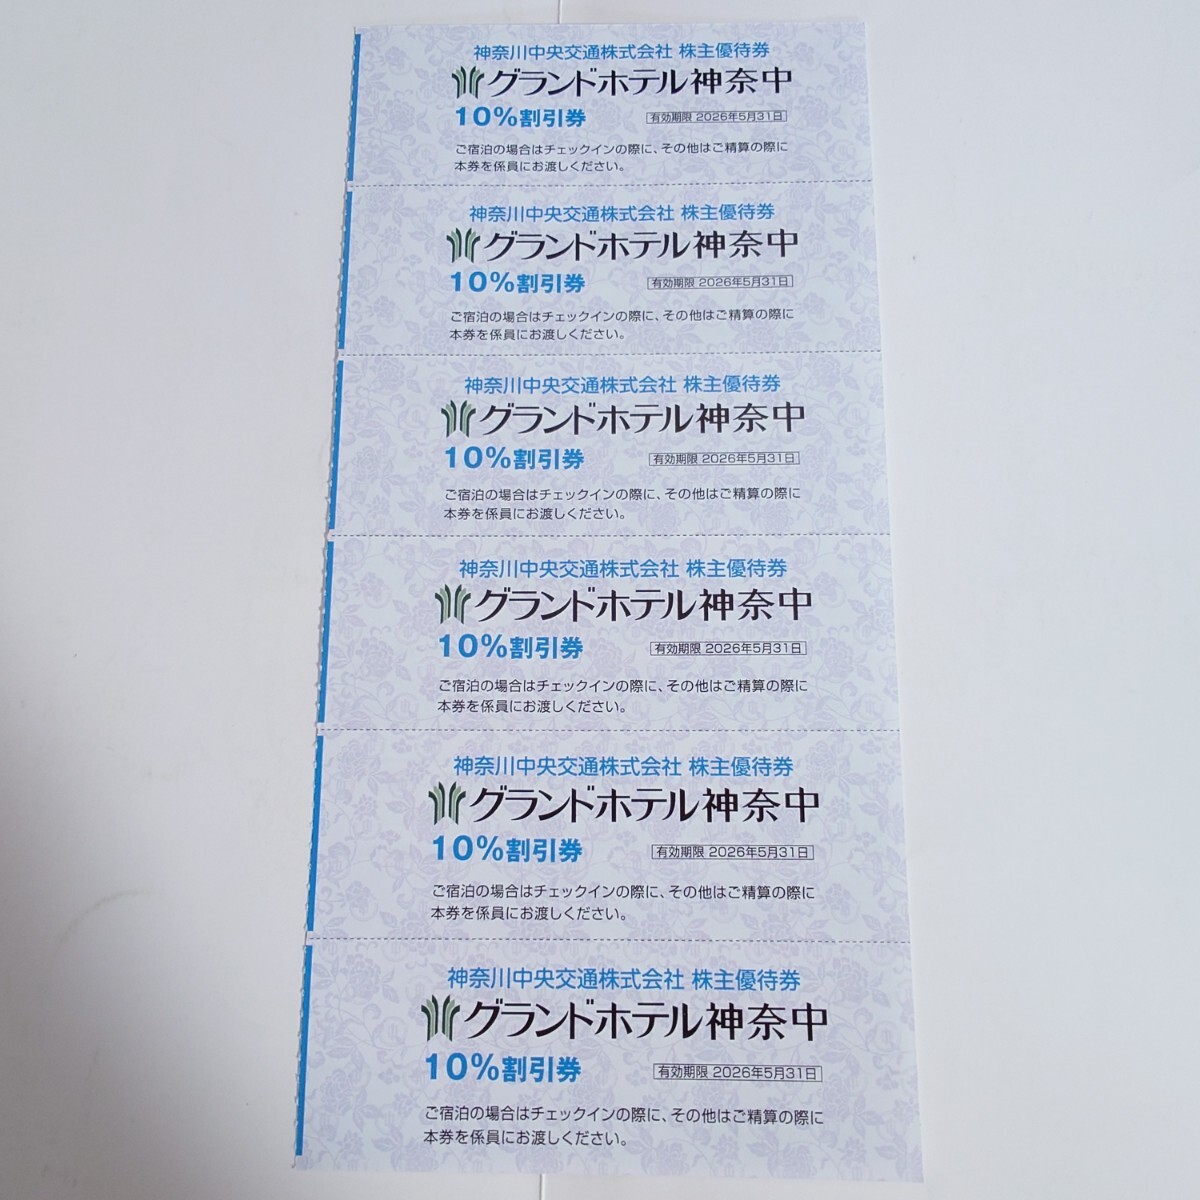 神奈川中央交通株式会社 株主優待券
グランドホテル神奈中
10%割引券 有効期限 2026年5月31日
ご宿泊の場合はチェックインの際に、その他はご精算の際に
本券を係員にお渡しください。
神奈川中央交通株式会社 株主優待券
グランドホテル神奈中
10%割引券 有効期限 2026年5月31日
ご宿泊の場合はチェックインの際に、その他はご精算の際に
本券を係員にお渡しください。
神奈川中央交通株式会社 株主優待券
グランドホテル神奈中
10%割引券 有効期限 2026年5月31日
ご宿泊の場合はチェックインの際に、その他はご精算の際に
本券を係員にお渡しください。
神奈川中央交通株式会社 株主優待券
グランドホテル神奈中
10%割引券 有効期限 2026年5月31日
ご宿泊の場合はチェックインの際に、その他はご精算の際に
本券を係員にお渡しください。
神奈川中央交通株式会社 株主優待券
グランドホテル神奈中
10%割引券 有効期限 2026年5月31日
ご宿泊の場合はチェックインの際に、その他はご精算の際に
本券を係員にお渡しください。
神奈川中央交通株式会社 株主優待券
グランドホテル神奈中
10%割引券 有効期限 2026年5月31日
ご宿泊の場合はチェックインの際に、その他はご精算の際に
本券を係員にお渡しください。